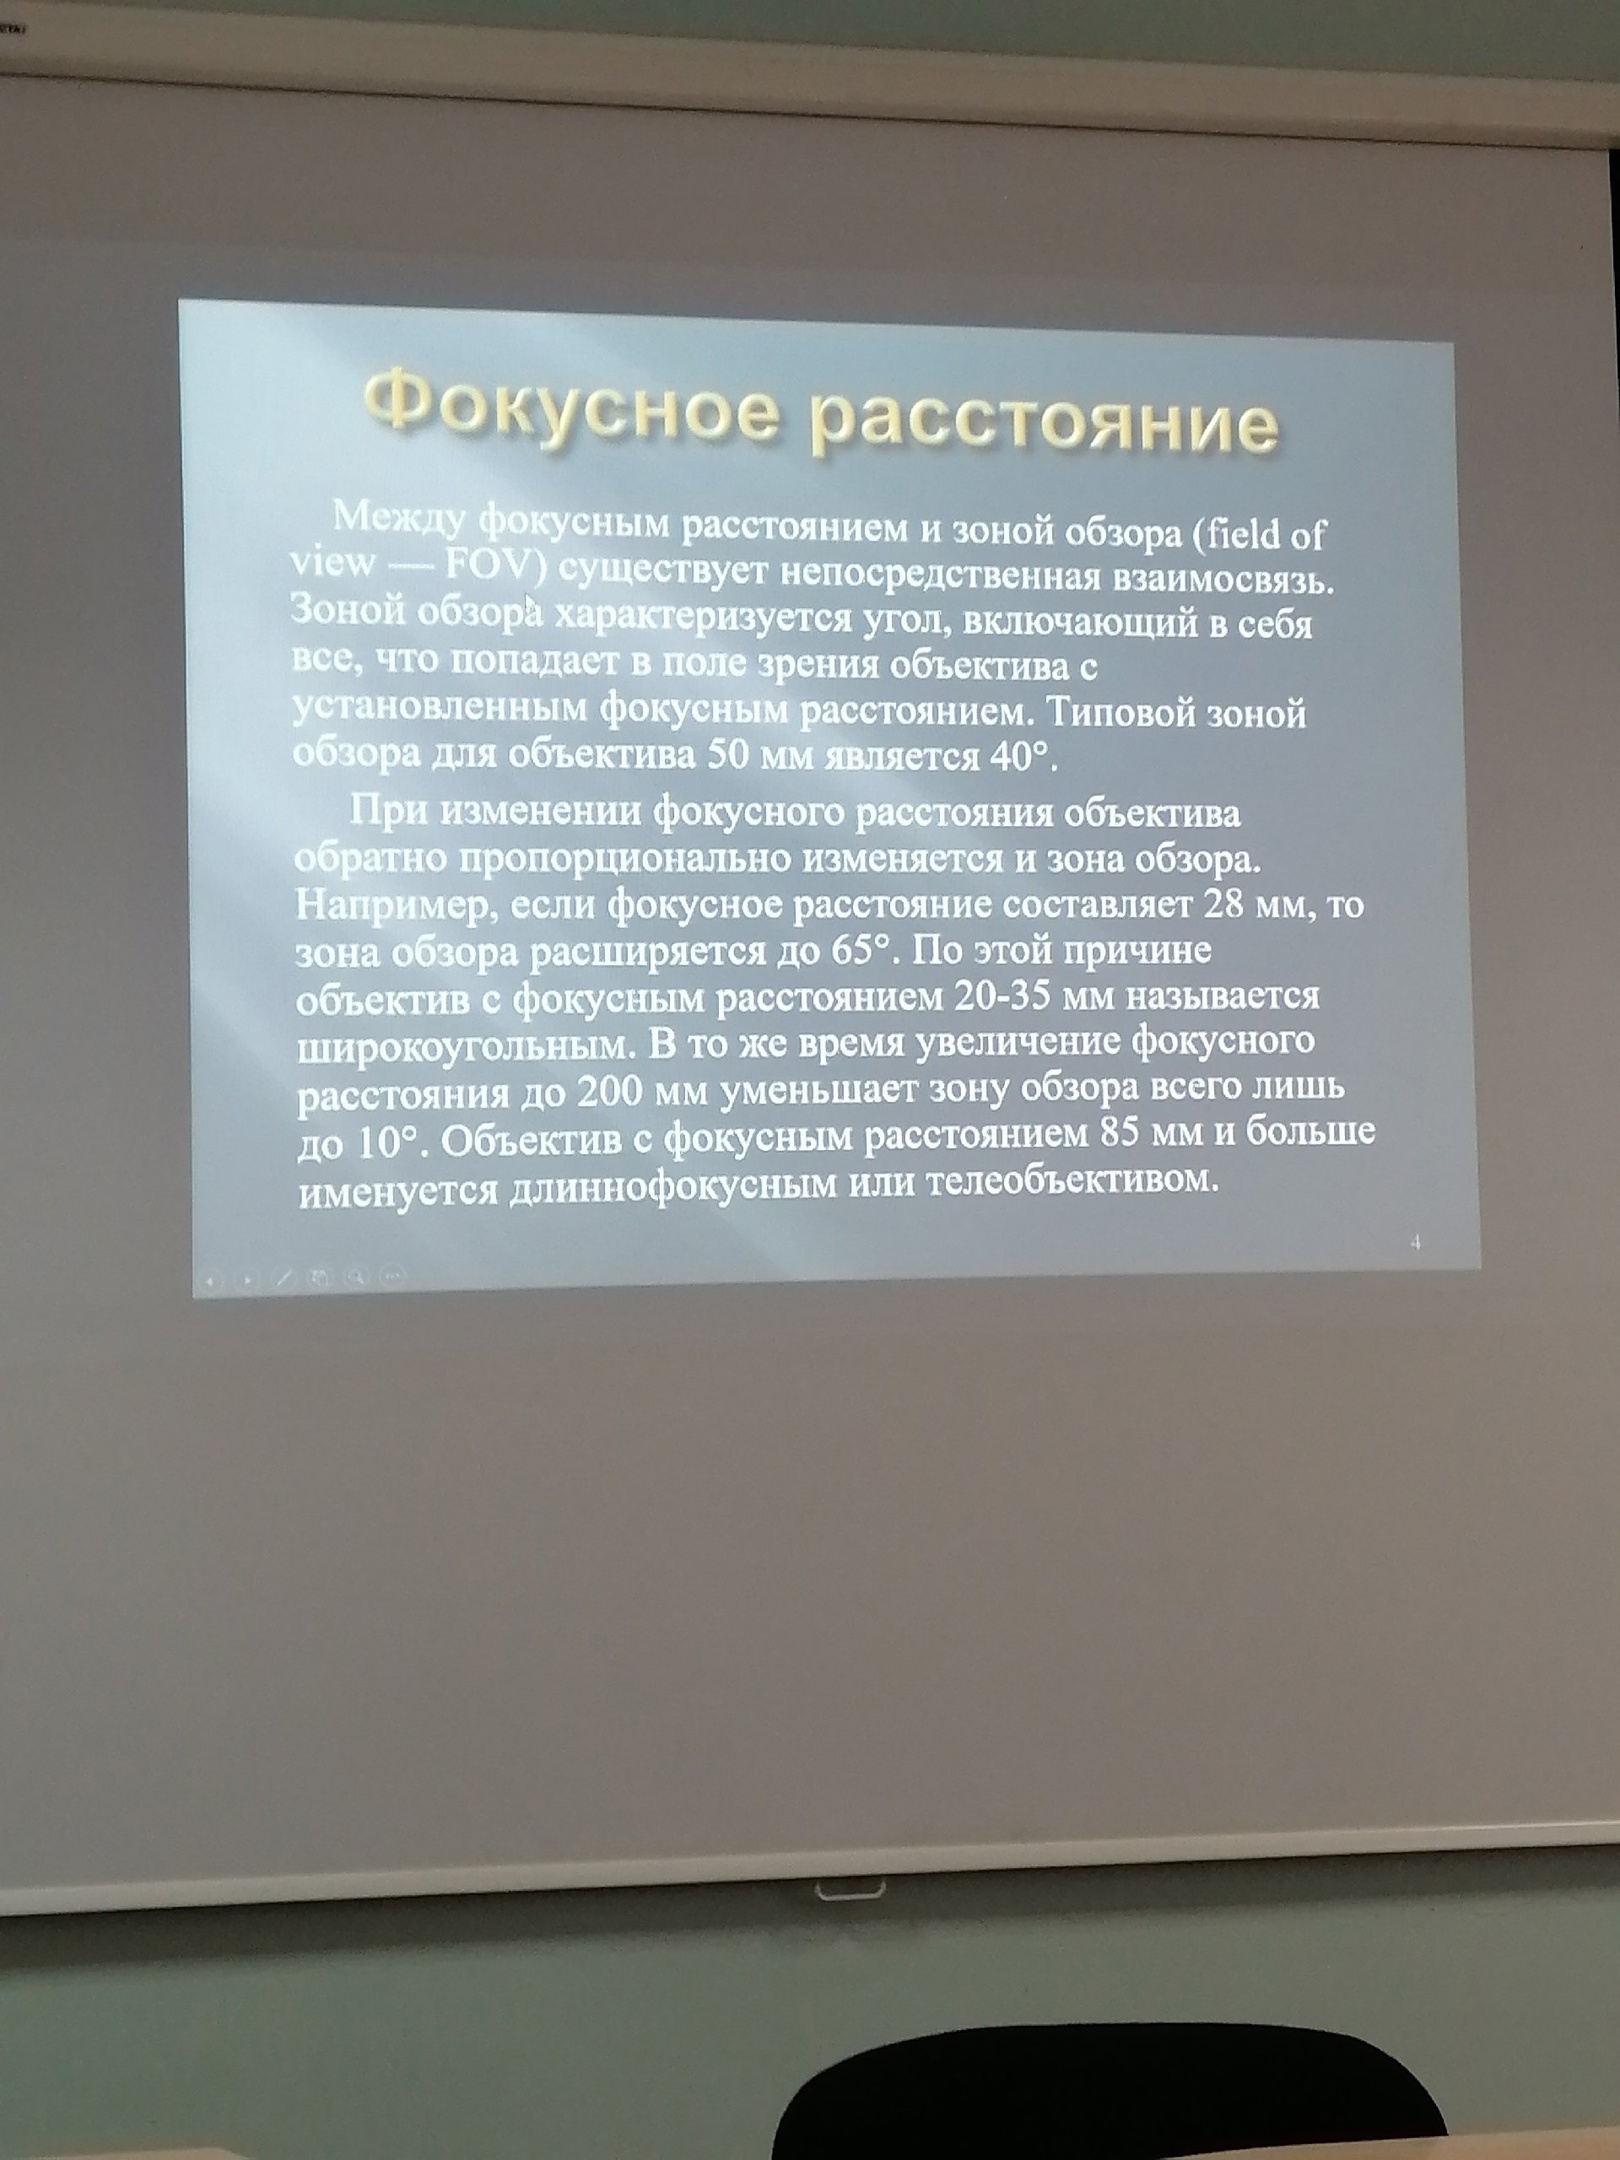 Фокусное расстояние
Между фокусным расстоянием и зоной обзора (field of
view — FOV) существует непосредственная взаимосвязь.
Зоной обзора характеризуется угол, включающий в себя
все, что попадает в поле зрения объектива с
установленным фокусным расстоянием. Типовой зоной
обзора для объектива 50 мм является 40°.
При изменении фокусного расстояния объектива
обратно пропорционально изменяется и зона обзора.
Например, если фокусное расстояние составляет 28 мм, то
зона обзора расширяется до 65°. По этой причине
объектив с фокусным расстоянием 20-35 мм называется
широкоугольным. В то же время увеличение фокусного
расстояния до 200 мм уменьшает зону обзора всего лишь
до 10°. Объектив с фокусным расстоянием 85 мм и больше
именуется длиннофокусным или телеобъективом.
4